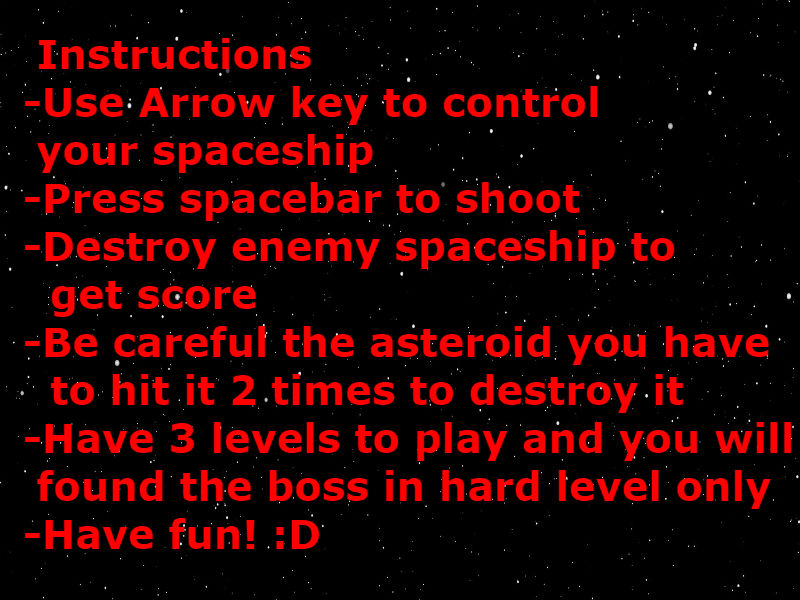 Instructions
-Use Arrow key to control
your spaceship
-Press spacebar to shoot
-Destroy enemy spaceship to
get score
-Be careful the asteroid you have
to hit it 2 times to destroy it
-Have 3 levels to play and you will
found the boss in hard level only
-Have fun! :D